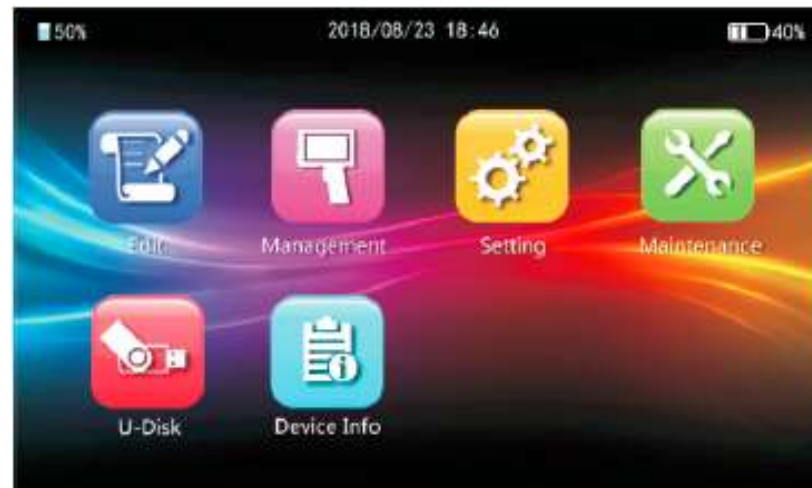 50% 2018/08/23 18:46 40%
Edit Management Setting Maintenance
U-Disk Device Info